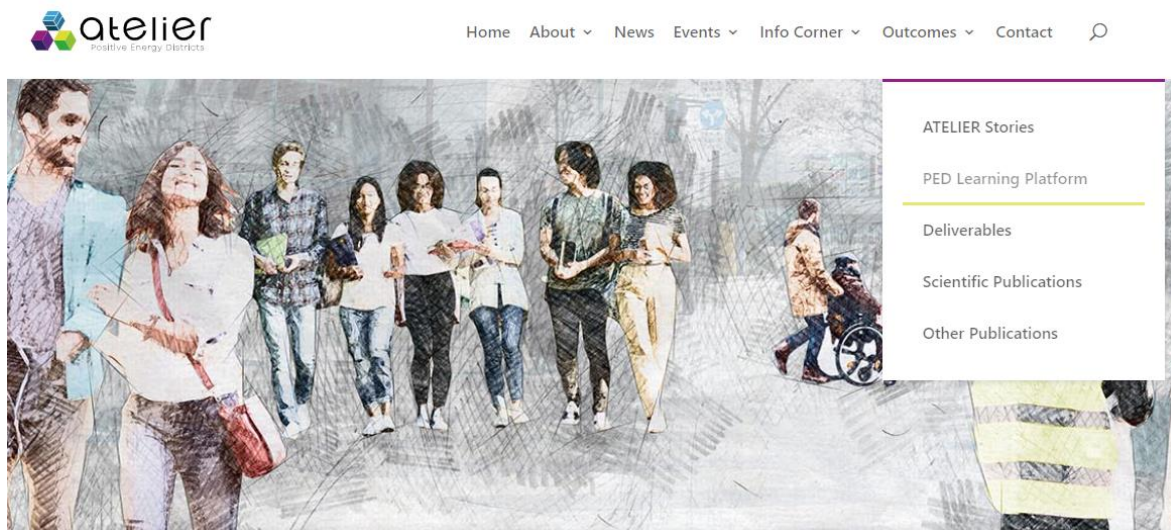 atelier
Positive Energy Districts
Home About News Events Info Corner Outcomes Contact
ATELIER Stories
PED Learning Platform
Deliverables
Scientific Publications
Other Publications